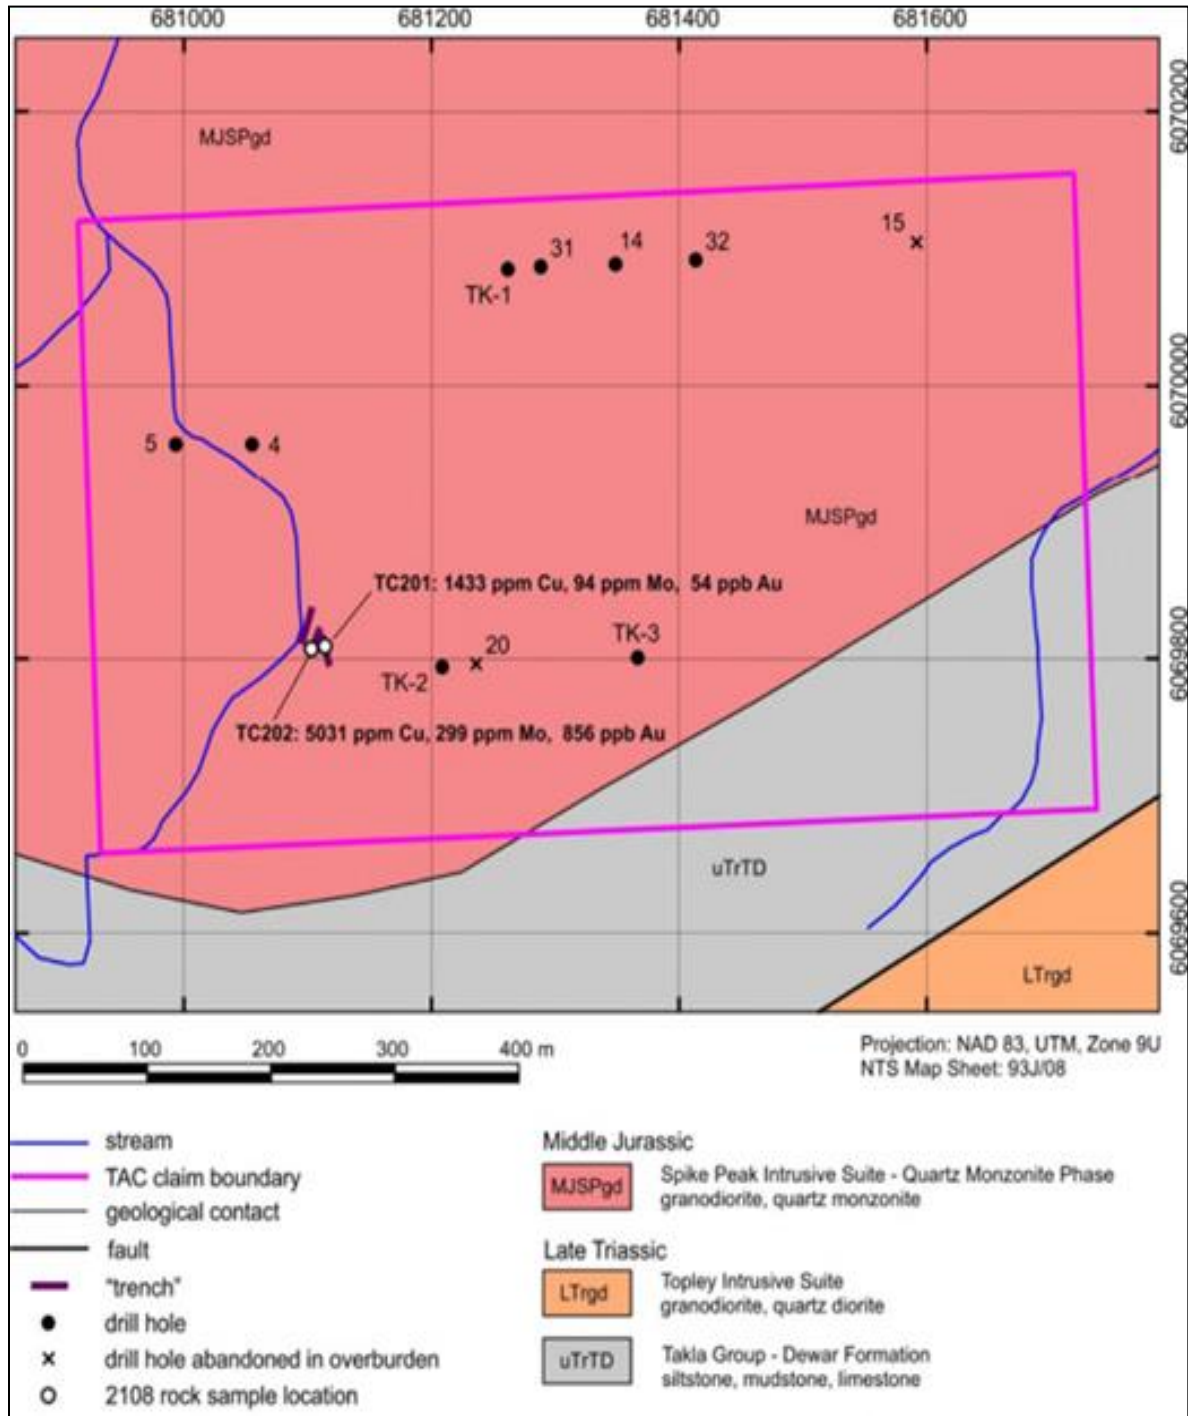 681000 681200 681400 681600
6070200
MJSPgd
15
31 14 32
TK-1
6070000
5 4
MJSPgd
TC201: 1433 ppm Cu, 94 ppm Mo, 54 ppb Au
TK-3
20
6069800
TK-2
TC202: 5031 ppm Cu, 299 ppm Mo, 856 ppb Au
uTrTD
6069600
LTrgd
0 100 200 300 400 m
Projection: NAD 83, UTM, Zone 9U
NTS Map Sheet: 93J/08
stream
TAC claim boundary
geological contact
fault
"trench"
drill hole
drill hole abandoned in overburden
2108 rock sample location
Middle Jurassic
MJSPgd
Spike Peak Intrusive Suite - Quartz Monzonite Phase
granodiorite, quartz monzonite
Late Triassic
LTrgd
Topley Intrusive Suite
granodiorite, quartz diorite
uTrTD
Takla Group - Dewar Formation
siltstone, mudstone, limestone